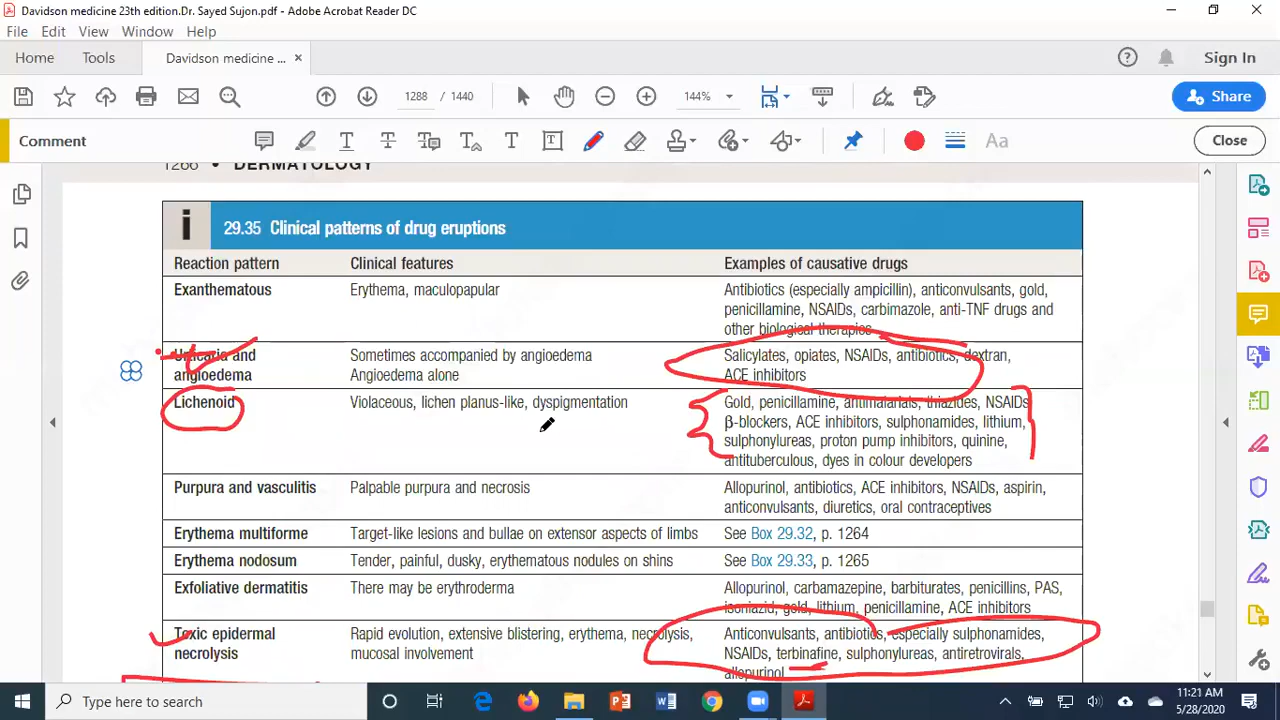 Davidson medicine 23th edition.Dr. Sayed Sujon.pdf - Adobe Acrobat Reader DC
File Edit View Window Help
Home Tools Davidson medicine ... × Sign In
1288 / 1440 144% Share
Comment Close
1266 • DERMATOLOGY
i 29.35 Clinical patterns of drug eruptions
Reaction pattern Clinical features Examples of causative drugs
Exanthematous Erythema, maculopapular Antibiotics (especially ampicillin), anticonvulsants, gold,
penicillamine, NSAIDs, carbimazole, anti-TNF drugs and
other biological therapies
Urticaria and Sometimes accompanied by angioedema Salicylates, opiates, NSAIDs, antibiotics, dextran,
angioedema Angioedema alone ACE inhibitors
Lichenoid Violaceous, lichen planus-like, dyspigmentation Gold, penicillamine, antimalarials, thiazides, NSAIDs
β-blockers, ACE inhibitors, sulphonamides, lithium,
sulphonylureas, proton pump inhibitors, quinine,
antituberculous, dyes in colour developers
Purpura and vasculitis Palpable purpura and necrosis Allopurinol, antibiotics, ACE inhibitors, NSAIDs, aspirin,
anticonvulsants, diuretics, oral contraceptives
Erythema multiforme Target-like lesions and bullae on extensor aspects of limbs See Box 29.32, p. 1264
Erythema nodosum Tender, painful, dusky, erythematous nodules on shins See Box 29.33, p. 1265
Exfoliative dermatitis There may be erythroderma Allopurinol, carbamazepine, barbiturates, penicillins, PAS,
isoniazid, gold, lithium, penicillamine, ACE inhibitors
Toxic epidermal Rapid evolution, extensive blistering, erythema, necrolysis, Anticonvulsants, antibiotics, especially sulphonamides,
necrolysis mucosal involvement NSAIDs, terbinafine, sulphonylureas, antiretrovirals,
allopurinol
Type here to search
11:21 AM
5/28/2020